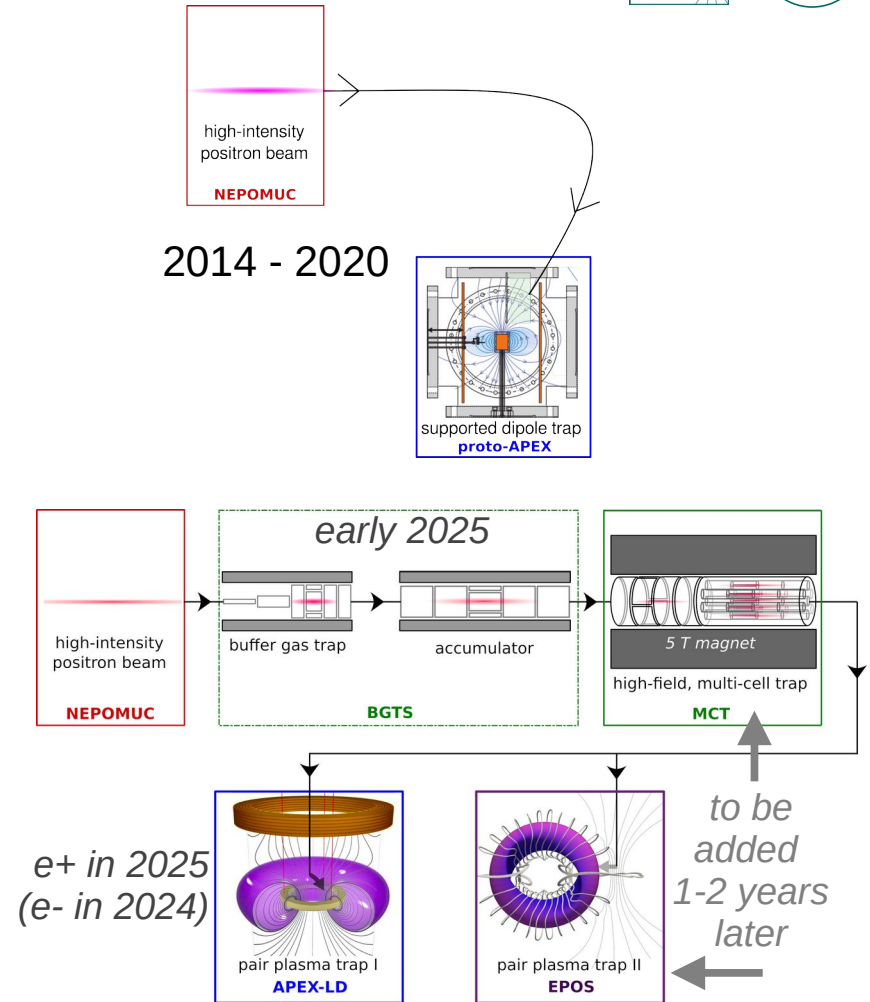 high-intensity
positron beam
NEPOMUC
2014 - 2020
supported dipole trap
proto-APEX
early 2025
high-intensity
positron beam
NEPOMUC
buffer gas trap
accumulator
BGTS
5 T magnet
high-field, multi-cell trap
MCT
e+ in 2025
(e- in 2024)
pair plasma trap I
APEX-LD
pair plasma trap II
EPOS
to be
added
1-2 years
later